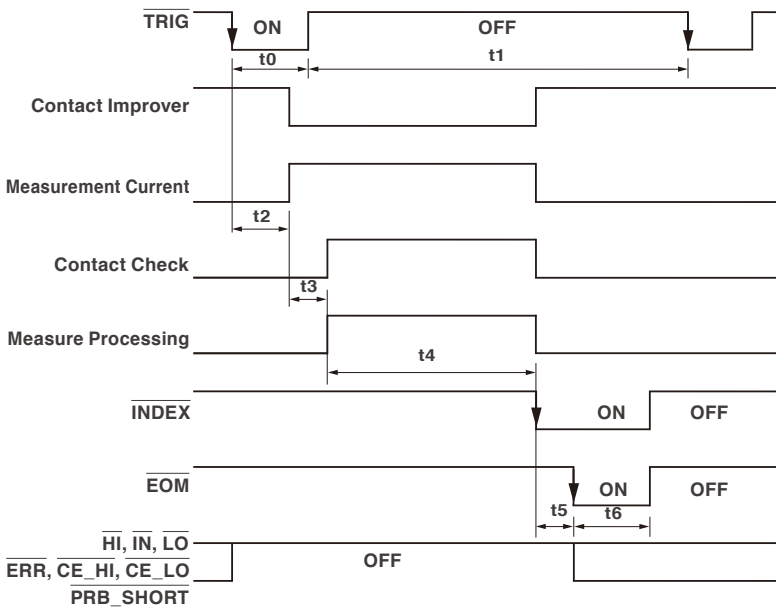 TRIG
ON
OFF
t0
t1
Contact Improver
Measurement Current
t2
Contact Check
t3
Measure Processing
t4
INDEX
ON
OFF
EOM
ON
OFF
t5
t6
HI, IN, LO
OFF
ERR, CE_HI, CE_LO
PRB_SHORT